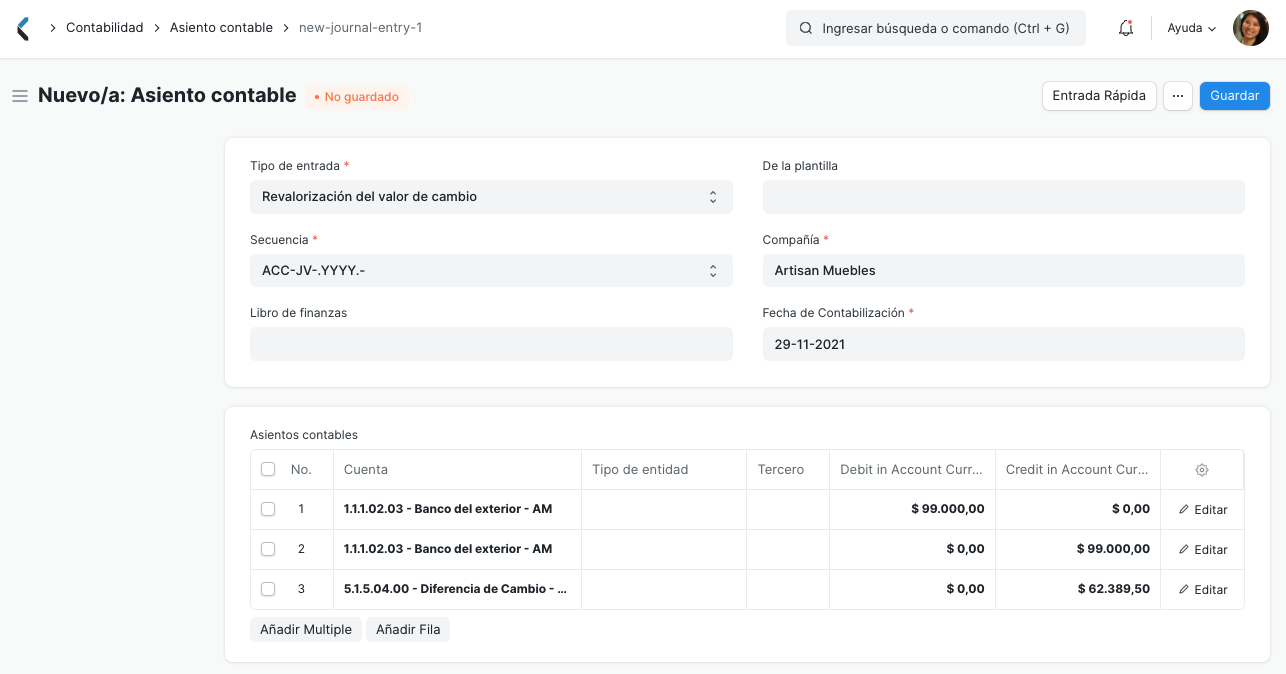 Contabilidad Asiento contable new-journal-entry-1 Ingresar búsqueda o comando (Ctrl + G) Ayuda
Nuevo/a: Asiento contable • No guardado Entrada Rápida ... Guardar
Tipo de entrada * De la plantilla
Revalorización del valor de cambio
Secuencia * Compañía *
ACC-JV-.YYYY.- Artisan Muebles
Libro de finanzas Fecha de Contabilización *
29-11-2021
Asientos contables
No. Cuenta Tipo de entidad Tercero Debit in Account Curr... Credit in Account Cur...
1 1.1.1.02.03 - Banco del exterior - AM $ 99.000,00 $ 0,00 Editar
2 1.1.1.02.03 - Banco del exterior - AM $ 0,00 $ 99.000,00 Editar
3 5.1.5.04.00 - Diferencia de Cambio - ... $ 0,00 $ 62.389,50 Editar
Añadir Multiple Añadir Fila